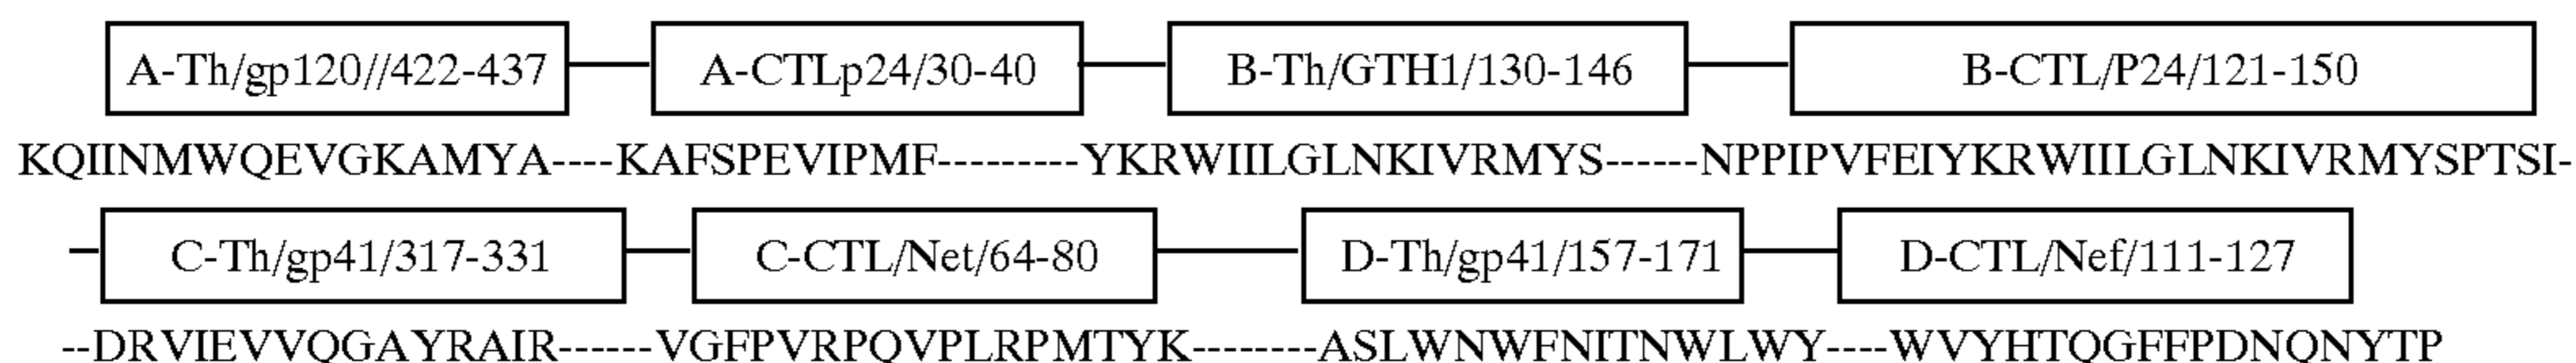 A-Th/gp120//422-437 A-CTLp24/30-40 B-Th/GTH1/130-146 B-CTL/P24/121-150
KQIINMWQEVGKAMYA----KAFSPEVIPMF---------YKRWIILGLNKIVRMYS------NPPIPVFEIYKRWIILGLNKIVRMYSPTSI-
C-Th/gp41/317-331 C-CTL/Net/64-80 D-Th/gp41/157-171 D-CTL/Nef/111-127
--DRVIEVVQGAYRAIR------VGFPVRPQVPLRPMTYK--------ASLWNWFNITNWLWY----WVYHTQGFFPDNQNYTP